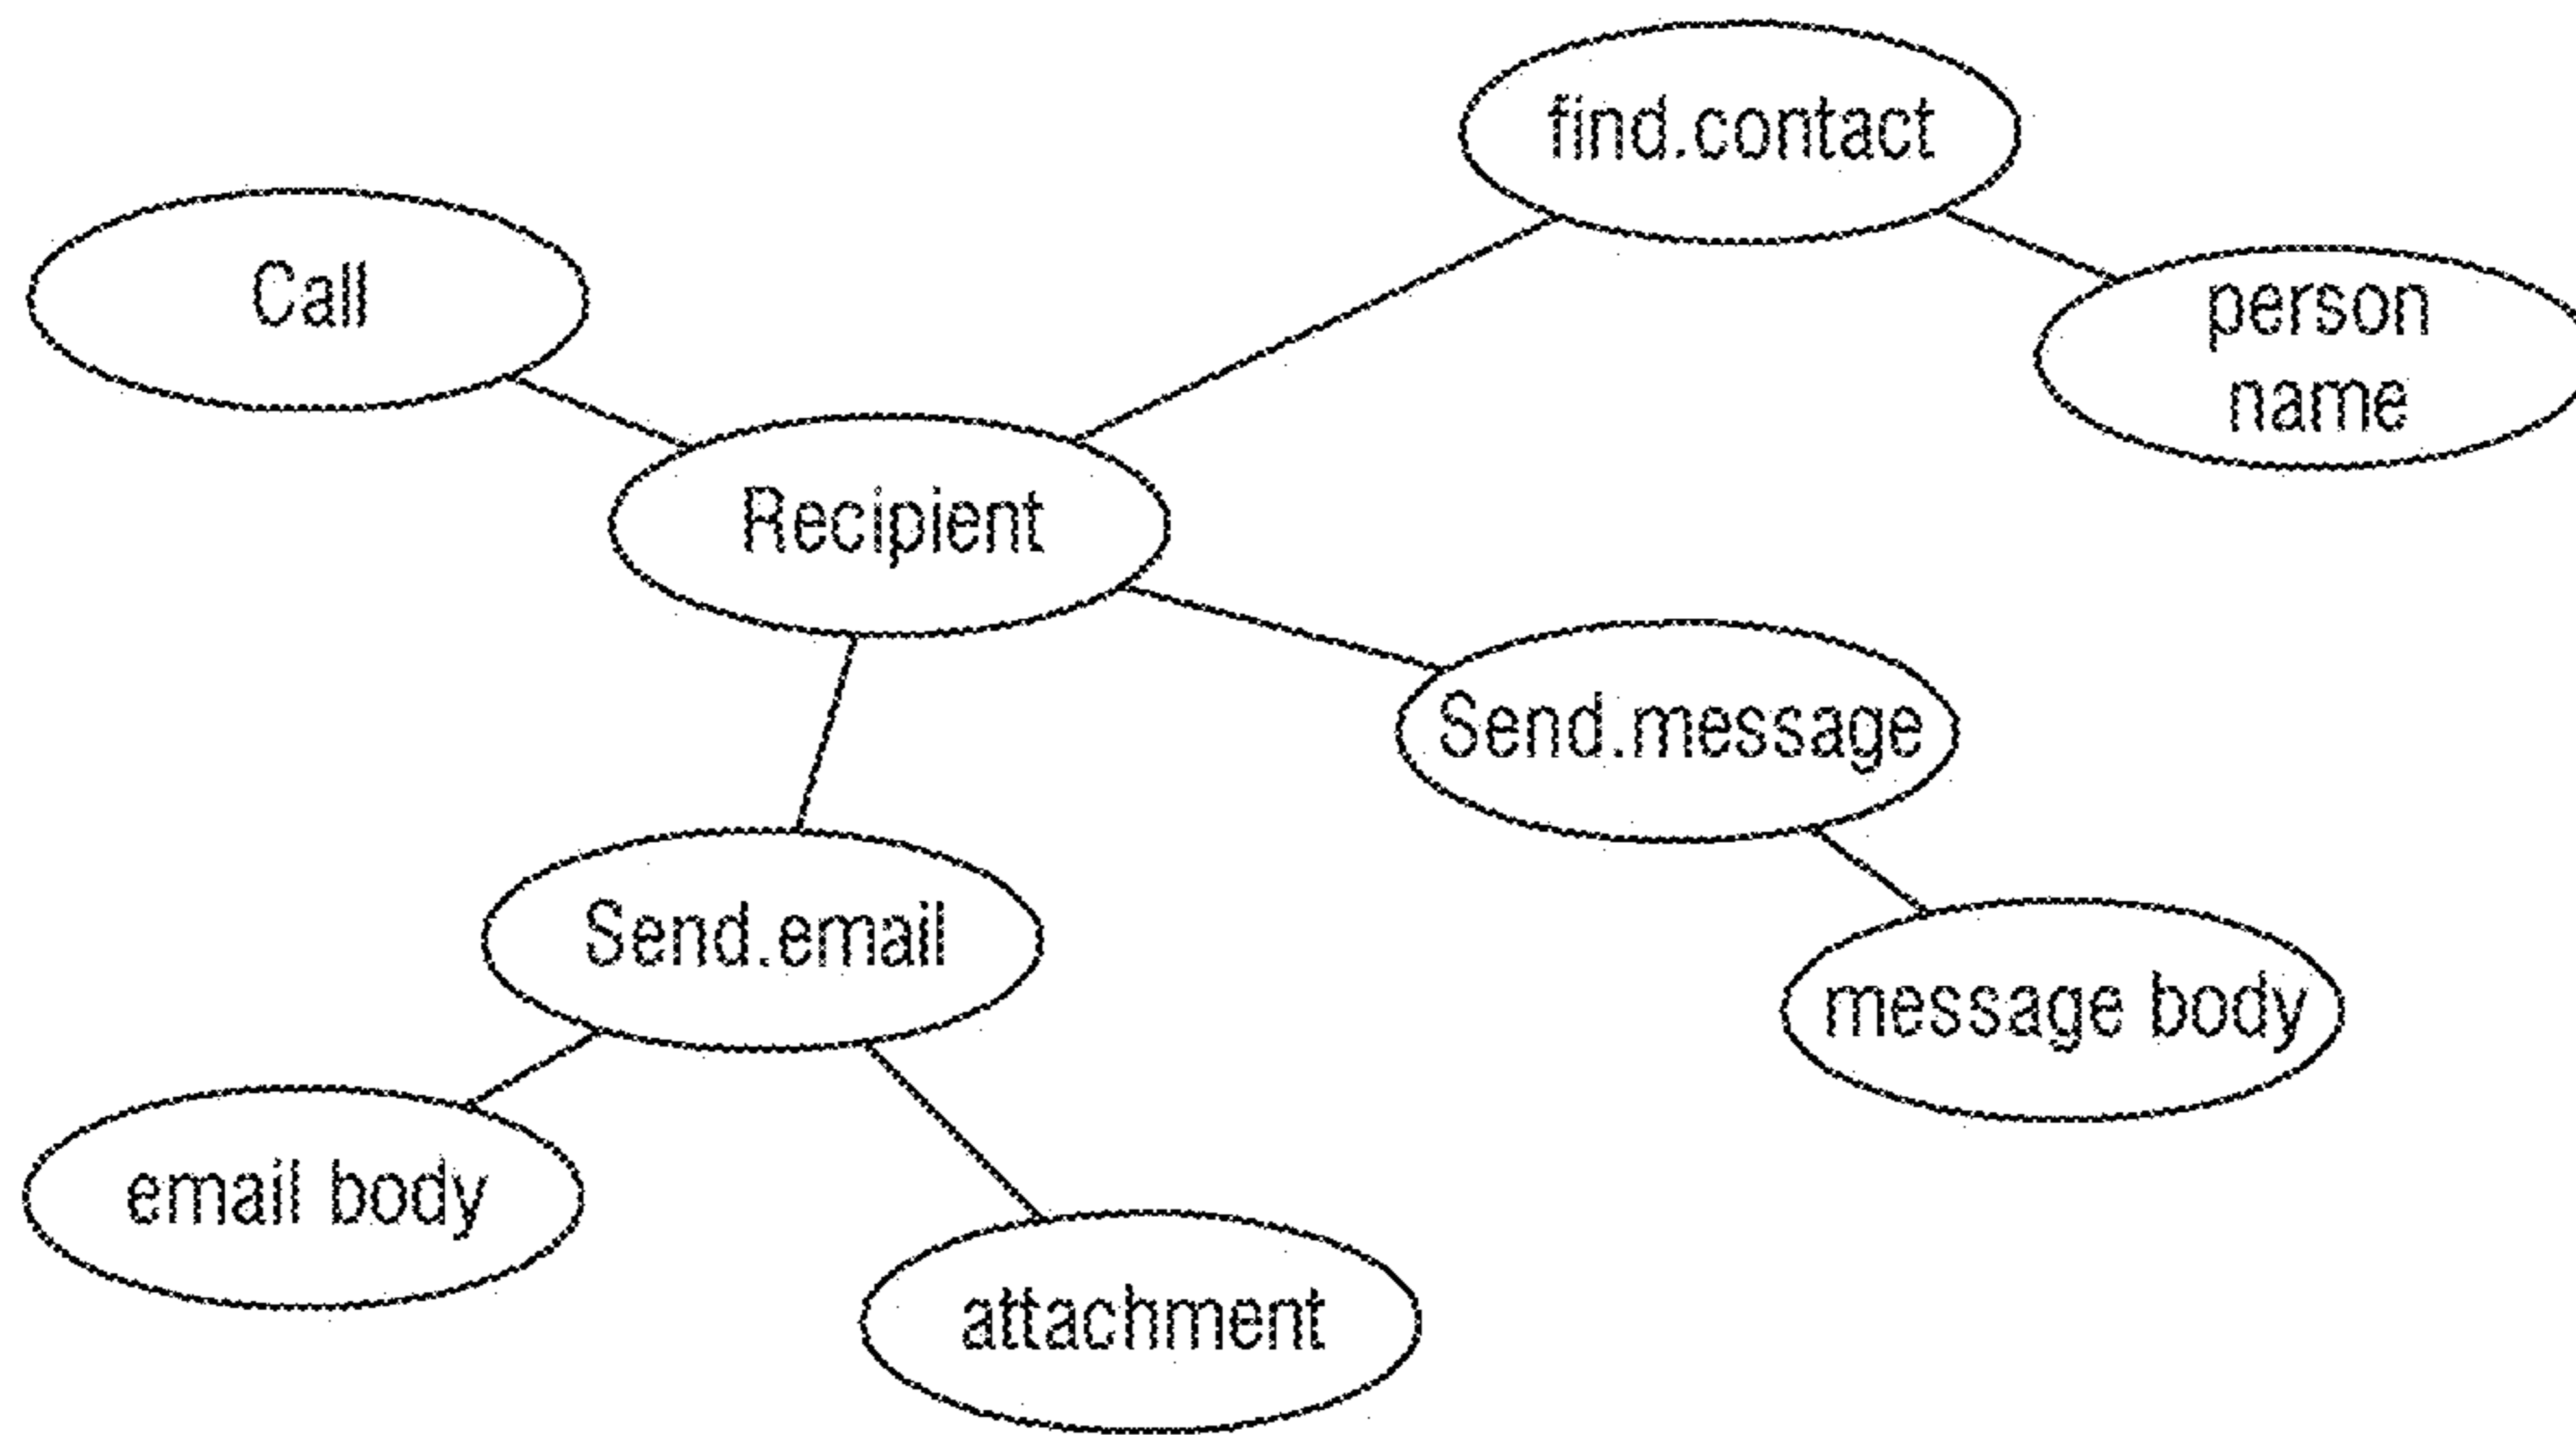 find.contact
Call
person
name
Recipient
Send.message
Send.email
message body
email body
attachment